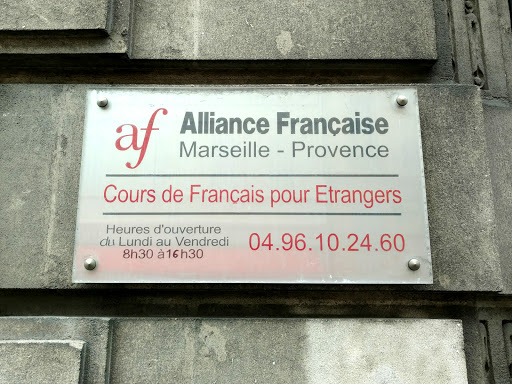 af Alliance Française
Marseille - Provence
Cours de Français pour Etrangers
Heures d'ouverture
du Lundi au Vendredi
8h30 à 16h30
04.96.10.24.60